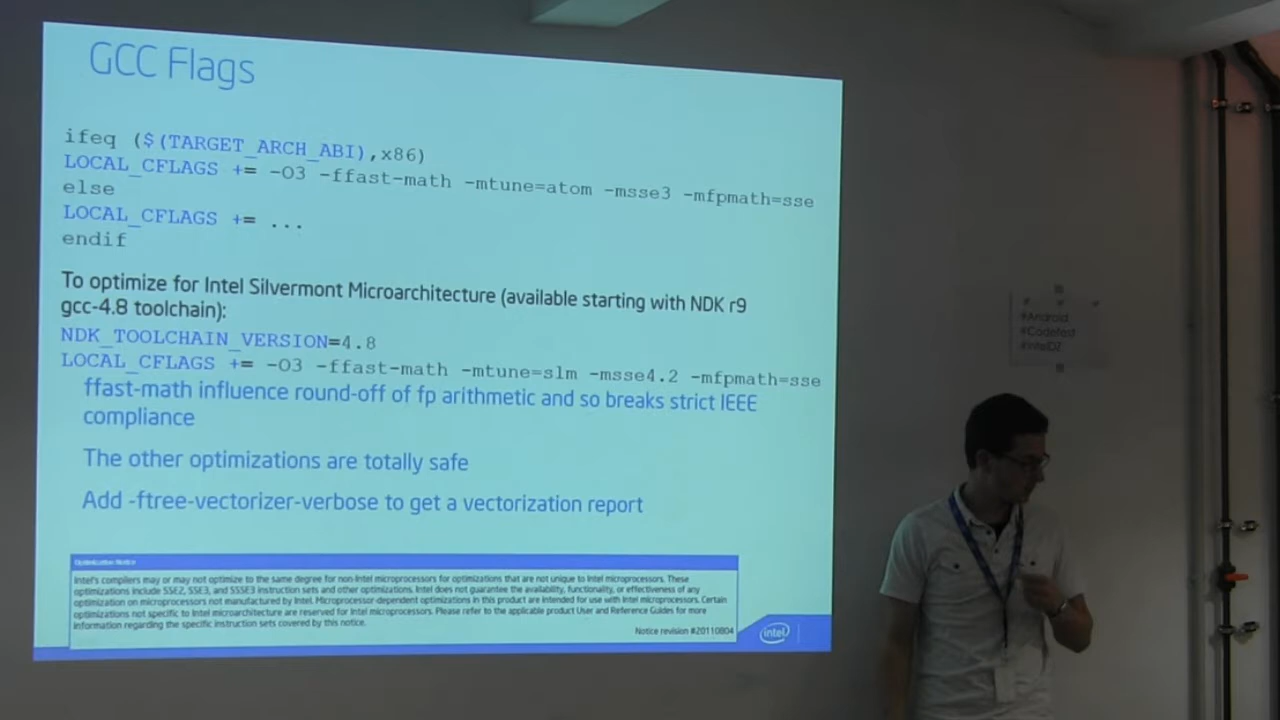 GCC Flags
ifeq ($(TARGET_ARCH_ABI),x86)
LOCAL_CFLAGS += -O3 -ffast-math -mtune=atom -msse3 -mfpmath=sse
else
LOCAL_CFLAGS += ...
endif
To optimize for Intel Silvermont Microarchitecture (available starting with NDK r9
gcc-4.8 toolchain):
NDK_TOOLCHAIN_VERSION=4.8
LOCAL_CFLAGS += -O3 -ffast-math -mtune=slm -msse4.2 -mfpmath=sse
ffast-math influence round-off of fp arithmetic and so breaks strict IEEE
compliance
The other optimizations are totally safe
Add -ftree-vectorizer-verbose to get a vectorization report
Optimization Notice
Intel's compilers may or may not optimize to the same degree for non-Intel microprocessors for optimizations that are not unique to Intel microprocessors. These
optimizations include SSE2, SSE3, and SSSE3 instruction sets and other optimizations. Intel does not guarantee the availability, functionality, or effectiveness of any
optimization on microprocessors not manufactured by Intel. Microprocessor-dependent optimizations in this product are intended for use with Intel microprocessors. Certain
optimizations not specific to Intel microarchitecture are reserved for Intel microprocessors. Please refer to the applicable product User and Reference Guides for more
information regarding the specific instruction sets covered by this notice.
Notice revision #20110804
intel
#Android
#Codefest
#IntelDZ